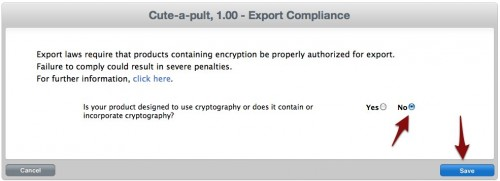 Cute-a-pult, 1.00 - Export Compliance
Export laws require that products containing encryption be properly authorized for export.
Failure to comply could result in severe penalties.
For further information, click here.
Is your product designed to use cryptography or does it contain or
incorporate cryptography?
Yes No
Cancel
Save